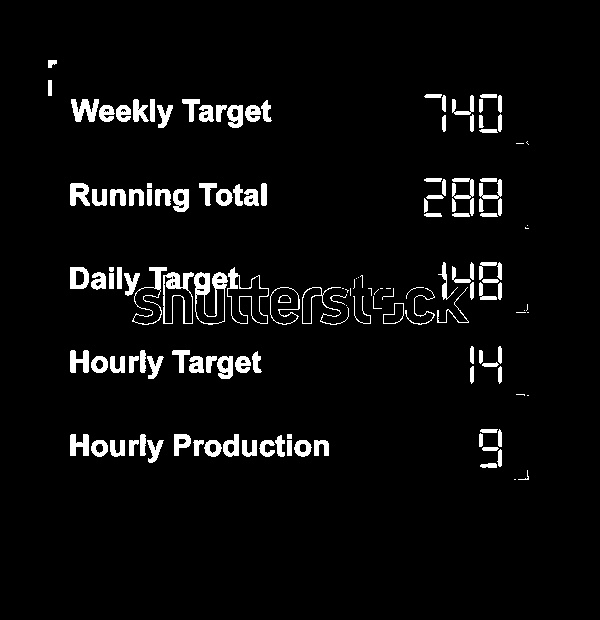 Weekly Target 740
Running Total 288
Daily Target 148
shutterstock
Hourly Target 14
Hourly Production 9